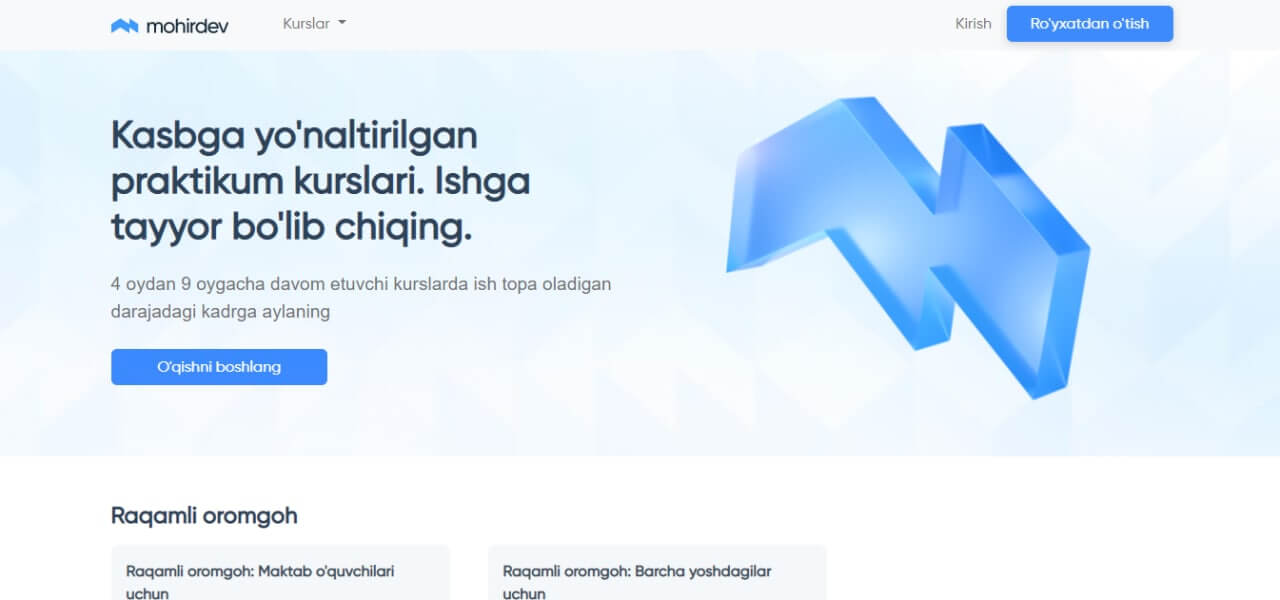 mohirdev
Kurslar
Kirish
Ro'yxatdan o'tish
Kasbga yo'naltirilgan
praktikum kurslari. Ishga
tayyor bo'lib chiqing.
4 oydan 9 oygacha davom etuvchi kurslarda ish topa oladigan
darajadagi kadrga aylaning
O'qishni boshlang
Raqamli oromgoh
Raqamli oromgoh: Maktab o'quvchilari
uchun
Raqamli oromgoh: Barcha yoshdagilar
uchun